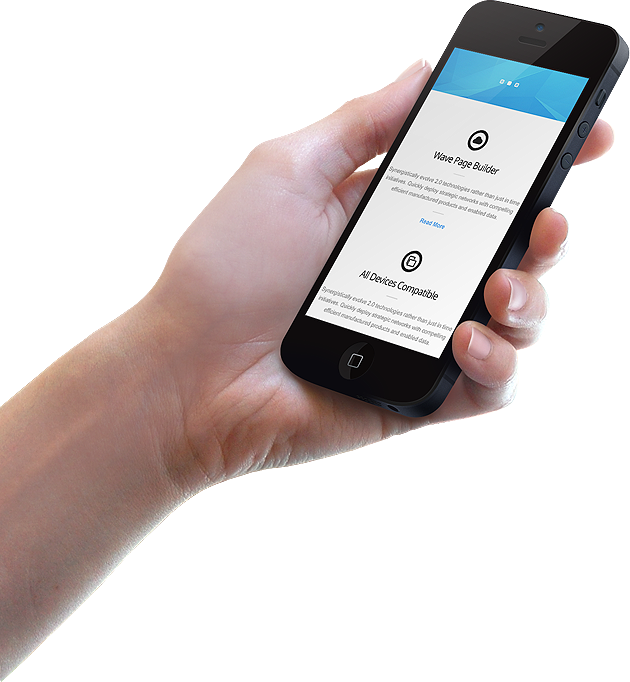 Wave Page Builder
Synergistically evolve 2.0 technologies rather than just in time
initiatives. Quickly deploy strategic networks with compelling
efficient manufactured products and enabled data.
Read More
All Devices Compatible
Synergistically evolve 2.0 technologies rather than just in time
initiatives. Quickly deploy strategic networks with compelling
efficient manufactured products and enabled data.